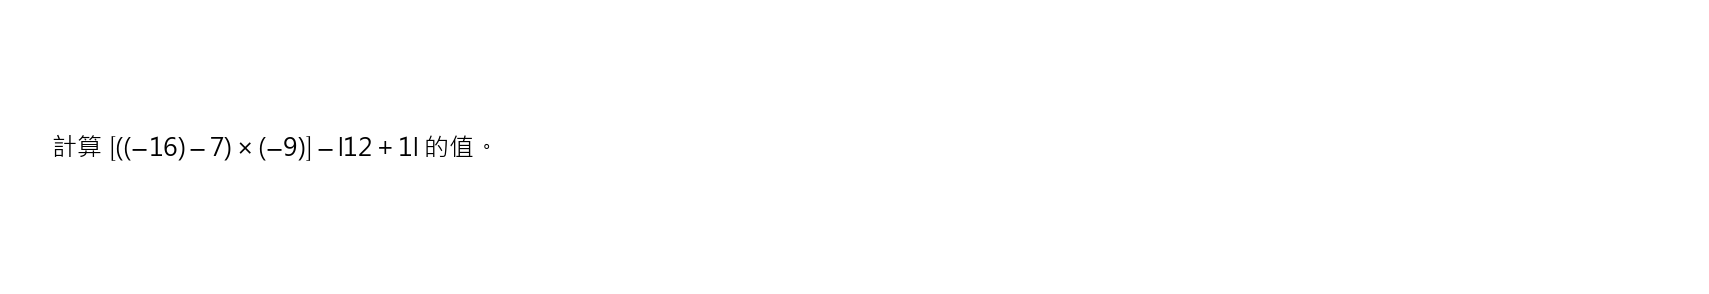 計算 [((−16) − 7) × (−9)] − |12 + 1| 的值。